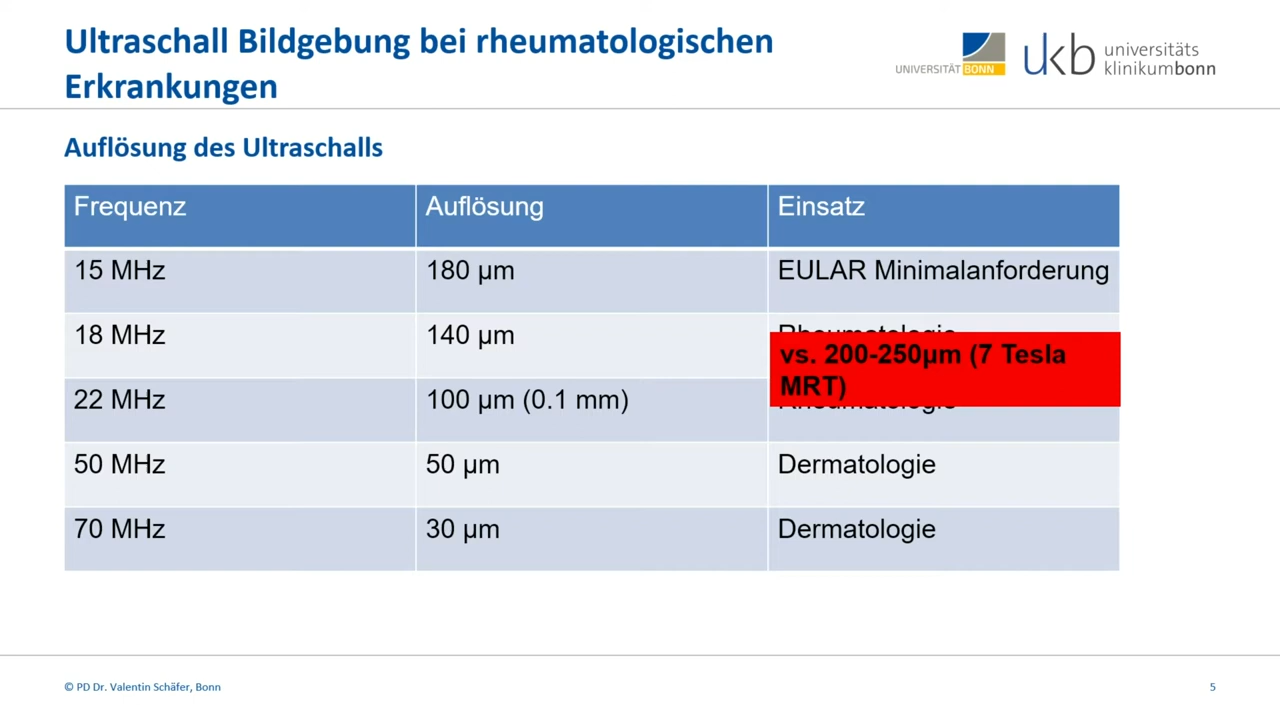 Ultraschall Bildgebung bei rheumatologischen
Erkrankungen
UNIVERSITÄT BONN
ukb universitäts
klinikumbonn
Auflösung des Ultraschalls
Frequenz Auflösung Einsatz
15 MHz 180 µm EULAR Minimalanforderung
18 MHz 140 µm Rheumatologie
vs. 200-250µm (7 Tesla
MRT)
22 MHz 100 µm (0.1 mm) Rheumatologie
50 MHz 50 µm Dermatologie
70 MHz 30 µm Dermatologie
© PD Dr. Valentin Schäfer, Bonn 5